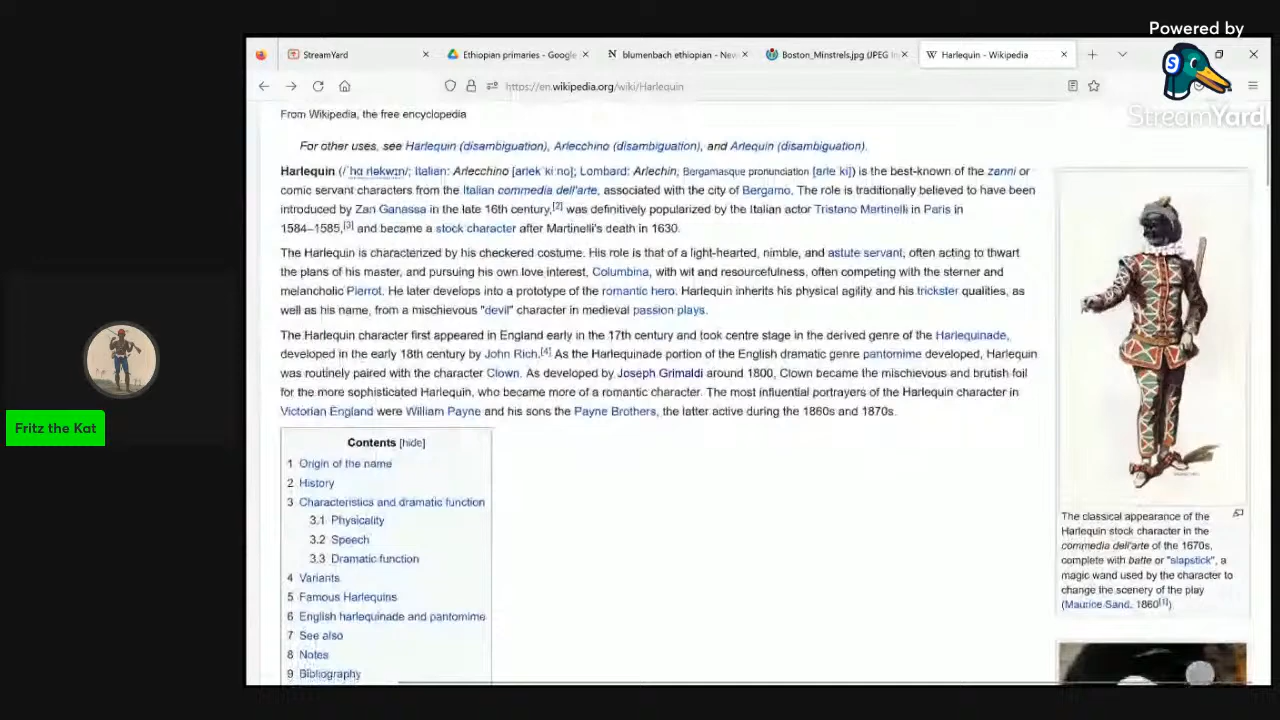 Powered by
StreamYard
StreamYard
Ethiopian primaries - Google
blumenbach ethiopian - New
Boston_Minstrels.jpg (JPEG
Harlequin - Wikipedia
https://en.wikipedia.org/wiki/Harlequin
From Wikipedia, the free encyclopedia
For other uses, see Harlequin (disambiguation), Arlecchino (disambiguation), and Arlequin (disambiguation).
Harlequin (/ˈhɑːrləkwɪn/; Italian: Arlecchino [arlekˈkiːno]; Lombard: Arlechin, Bergamasque pronunciation [arleˈki]) is the best-known of the zanni or
comic servant characters from the Italian commedia dell'arte, associated with the city of Bergamo. The role is traditionally believed to have been
introduced by Zan Ganassa in the late 16th century,[2] was definitively popularized by the Italian actor Tristano Martinelli in Paris in
1584–1585,[3] and became a stock character after Martinelli's death in 1630.
The Harlequin is characterized by his checkered costume. His role is that of a light-hearted, nimble, and astute servant, often acting to thwart
the plans of his master, and pursuing his own love interest, Columbina, with wit and resourcefulness, often competing with the sterner and
melancholic Pierrot. He later develops into a prototype of the romantic hero. Harlequin inherits his physical agility and his trickster qualities, as
well as his name, from a mischievous "devil" character in medieval passion plays.
The Harlequin character first appeared in England early in the 17th century and took centre stage in the derived genre of the Harlequinade,
developed in the early 18th century by John Rich.[4] As the Harlequinade portion of the English dramatic genre pantomime developed, Harlequin
was routinely paired with the character Clown. As developed by Joseph Grimaldi around 1800, Clown became the mischievous and brutish foil
for the more sophisticated Harlequin, who became more of a romantic character. The most influential portrayers of the Harlequin character in
Victorian England were William Payne and his sons the Payne Brothers, the latter active during the 1860s and 1870s.
Contents [hide]
1 Origin of the name
2 History
3 Characteristics and dramatic function
3.1 Physicality
3.2 Speech
3.3 Dramatic function
4 Variants
5 Famous Harlequins
6 English harlequinade and pantomime
7 See also
8 Notes
9 Bibliography
The classical appearance of the
Harlequin stock character in the
commedia dell'arte of the 1670s,
complete with batte or "slapstick", a
magic wand used by the character to
change the scenery of the play
(Maurice Sand, 1860[1])
Fritz the Kat